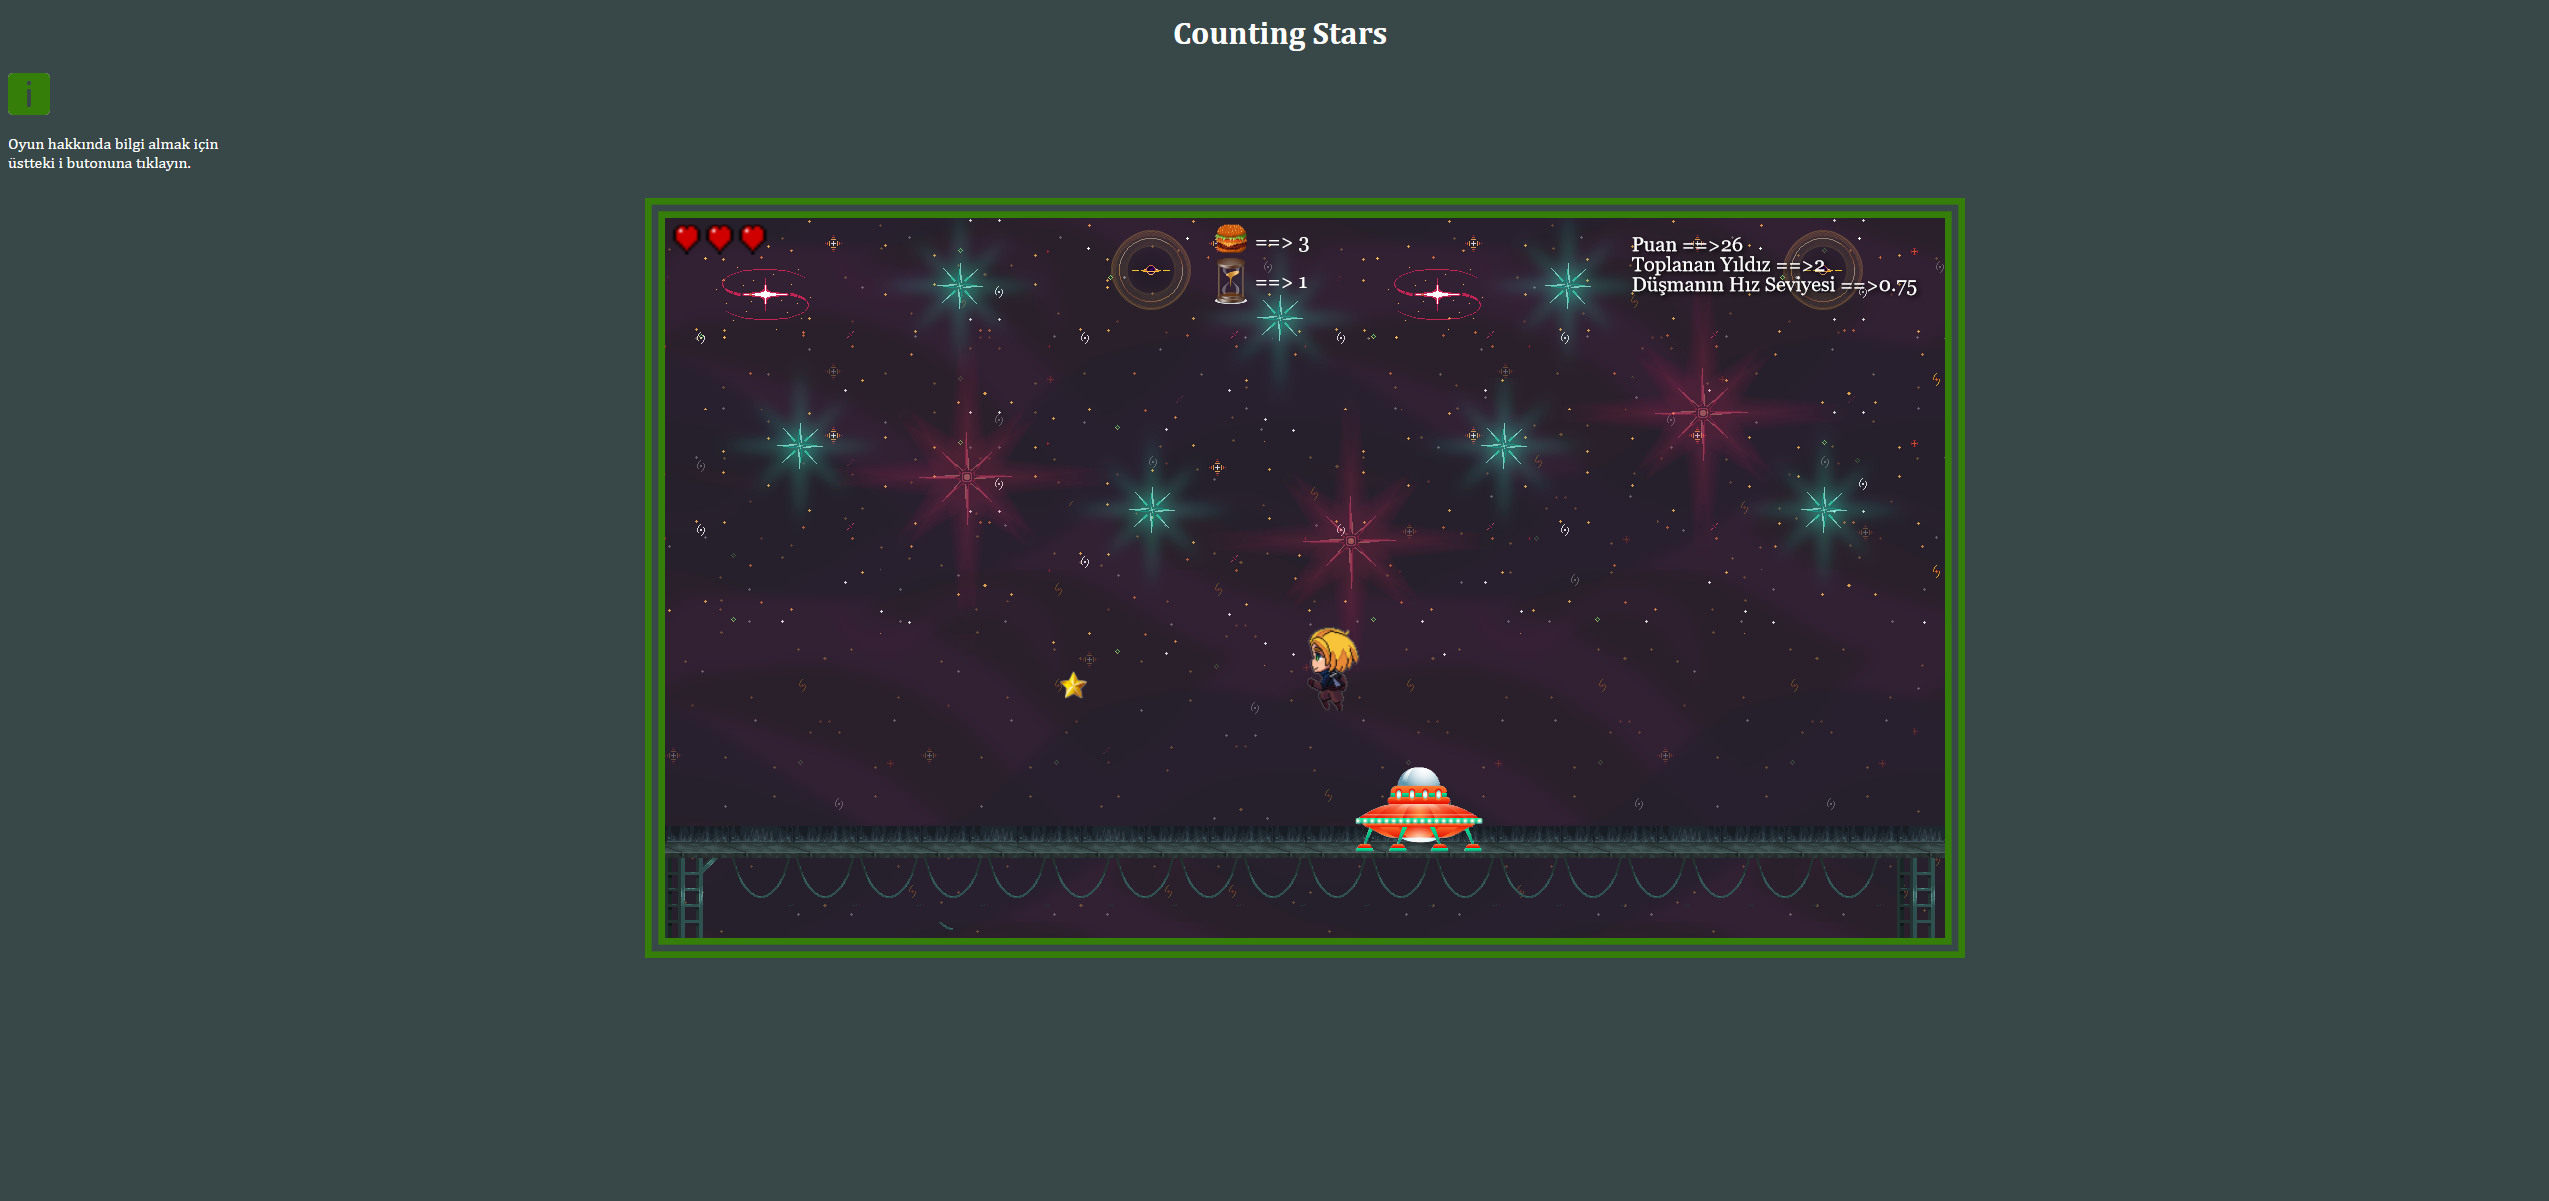 Counting Stars
i
Oyun hakkında bilgi almak için
üstteki i butonuna tıklayın.
==> 3
==> 1
Puan ==>26
Toplanan Yıldız ==>2
Düşmanın Hız Seviyesi ==>0.75